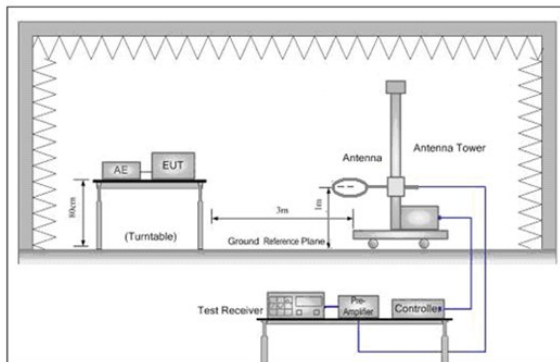 AE
EUT
Antenna
Antenna Tower
80cm
1m
3m
(Turntable)
Ground Reference Plane
Test Receiver
Pre-
Amplifier
Controller